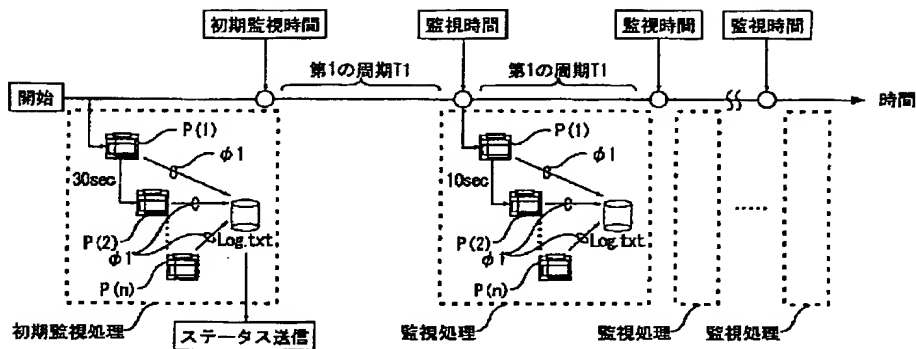 初期監視時間
監視時間
監視時間
監視時間
第1の周期T1
第1の周期T1
開始
時間
P(1)
φ1
30sec
P(2)
φ1
Log.txt
P(n)
P(1)
φ1
10sec
P(2)
φ1
Log.txt
P(n)
......
初期監視処理
ステータス送信
監視処理
監視処理
監視処理